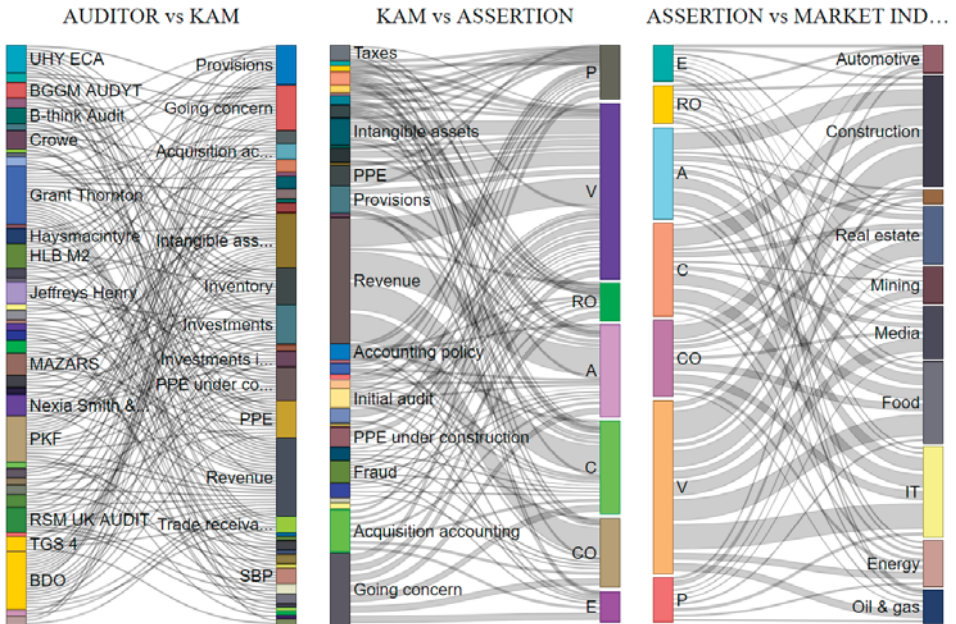 AUDITOR vs KAM
UHY ECA
BGGM AUDYT
B-think Audit
Crowe
Grant Thornton
Haysmacintyre
HLB M2
Jeffreys Henry
MAZARS
Nexia Smith &...
PKF
RSM UK AUDIT
TGS 4
BDO
Provisions
Going concern
Acquisition ac...
Intangible ass...
Inventory
Investments
Investments i...
PPE under co...
PPE
Revenue
Trade receiva...
SBP
KAM vs ASSERTION
Taxes
Intangible assets
PPE
Provisions
Revenue
Accounting policy
Initial audit
PPE under construction
Fraud
Acquisition accounting
Going concern
P
V
RO
A
C
CO
E
ASSERTION vs MARKET IND...
E
RO
A
C
CO
V
P
Automotive
Construction
Real estate
Mining
Media
Food
IT
Energy
Oil & gas